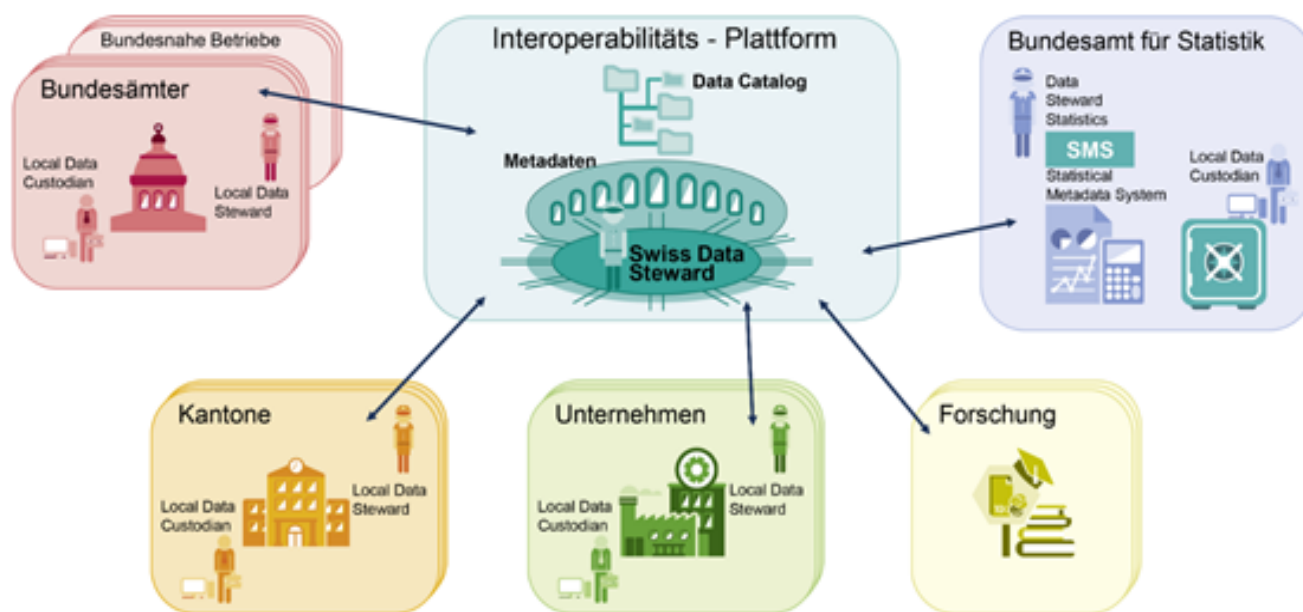 Bundesnahe Betriebe
Bundesämter
Local Data
Custodian
Local Data
Steward
Interoperabilitäts - Plattform
Data Catalog
Metadaten
Swiss Data
Steward
Bundesamt für Statistik
Data
Steward
Statistics
SMS
Statistical
Metadata System
Local Data
Custodian
Kantone
Local Data
Custodian
Local Data
Steward
Unternehmen
Local Data
Custodian
Local Data
Steward
Forschung